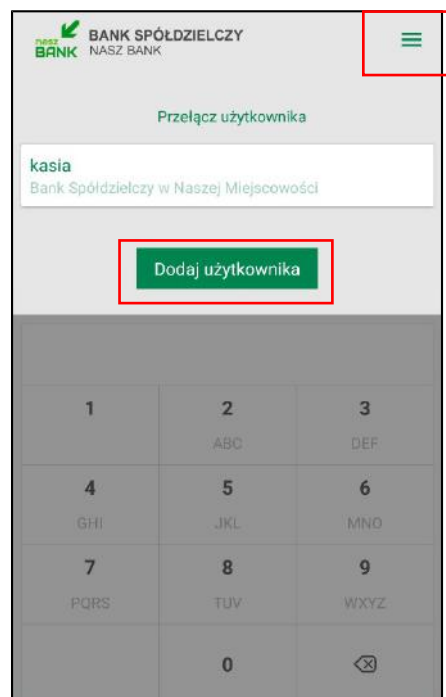 nasz BANK
BANK SPÓŁDZIELCZY
NASZ BANK
Przełącz użytkownika
kasia
Bank Spółdzielczy w Naszej Miejscowości
Dodaj użytkownika
1 2 3
ABC DEF
4 5 6
GHI JKL MNO
7 8 9
PQRS TUV WXYZ
0